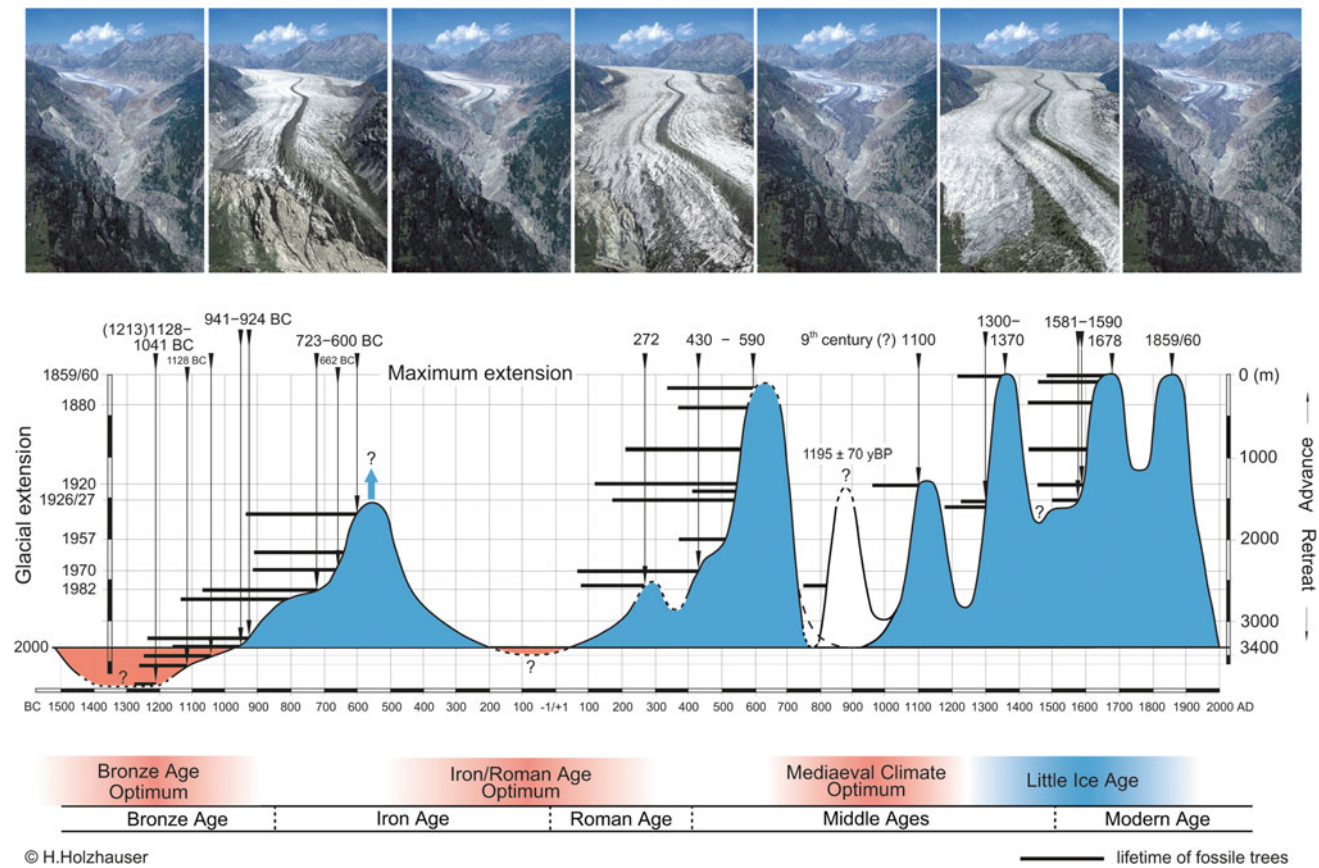 941–924 BC
(1213)1128–
1041 BC
1128 BC
723–600 BC
662 BC
272
430 – 590
9th century (?) 1100
1300–
1370
1581–1590
1678
1859/60
Maximum extension
1859/60
1880
1920
1926/27
1957
1970
1982
2000
Glacial extension
?
?
?
1195 ± 70 yBP
?
?
0 (m)
1000
2000
3000
3400
Advance
Retreat
BC 1500 1400 1300 1200 1100 1000 900 800 700 600 500 400 300 200 100 -1/+1 100 200 300 400 500 600 700 800 900 1000 1100 1200 1300 1400 1500 1600 1700 1800 1900 2000 AD
Bronze Age
Optimum
Iron/Roman Age
Optimum
Mediaeval Climate
Optimum
Little Ice Age
Bronze Age
Iron Age
Roman Age
Middle Ages
Modern Age
© H.Holzhauser
lifetime of fossile trees